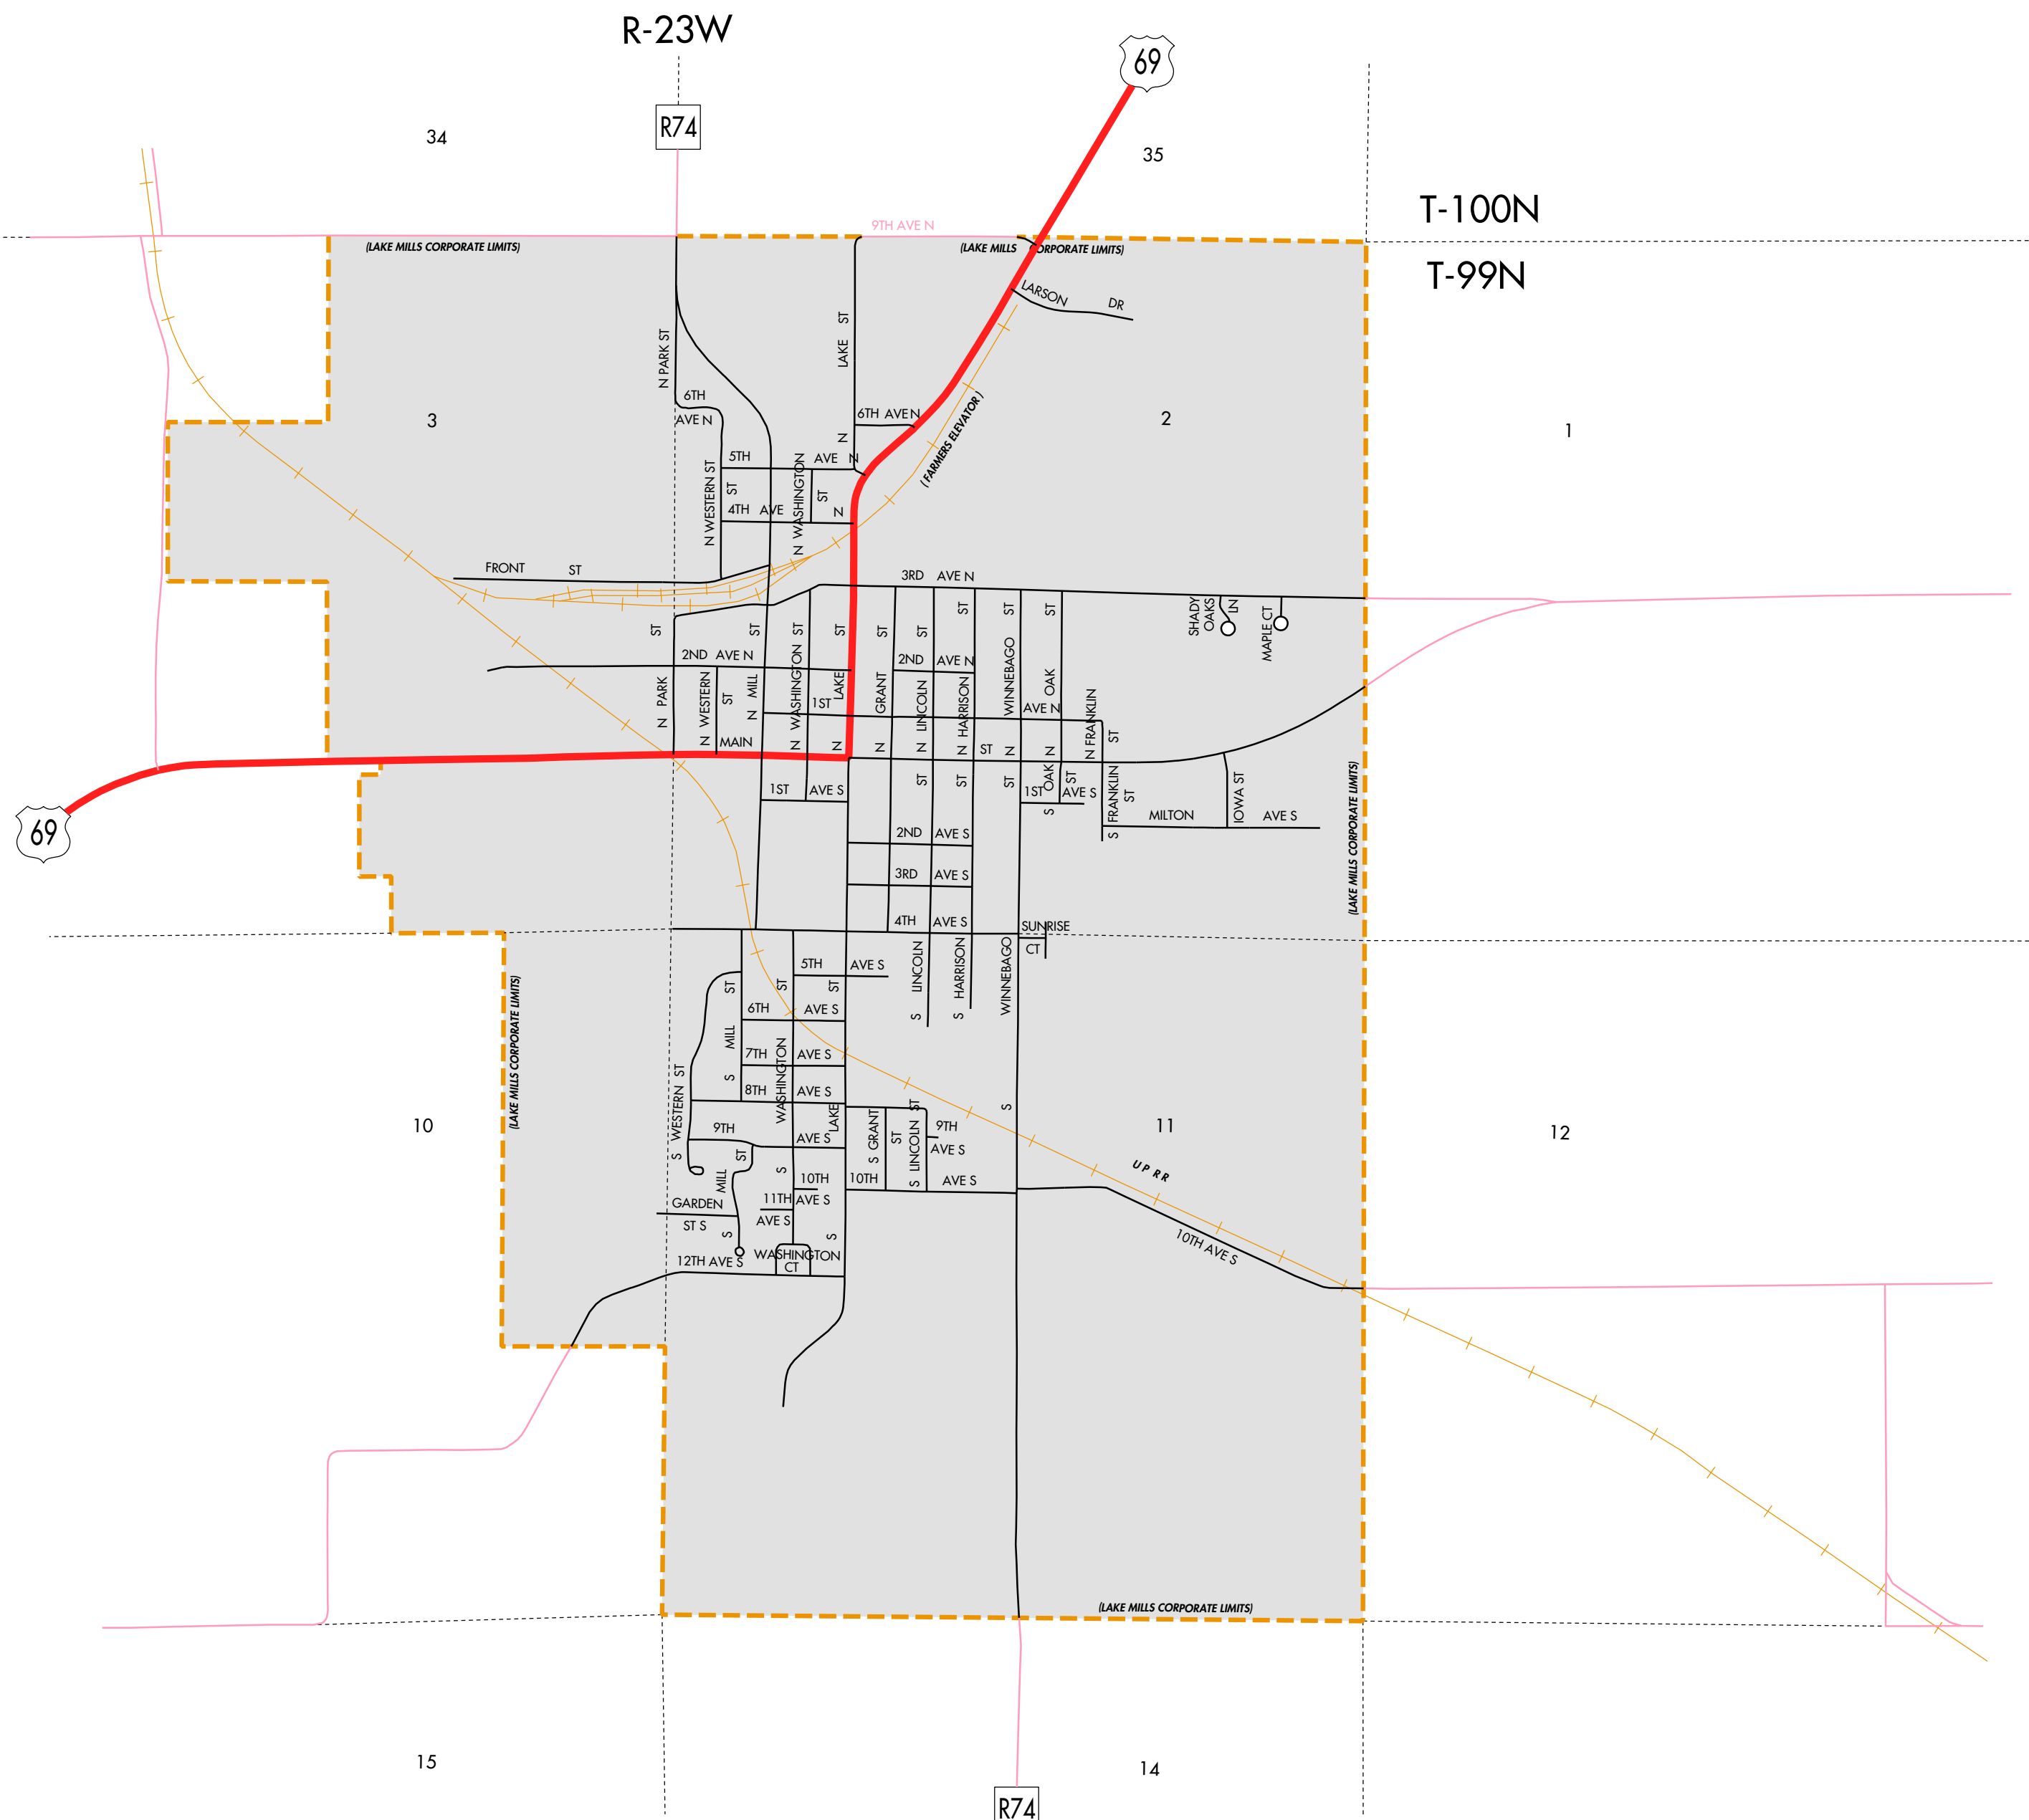 R-23W
69
R74
34
35
T-100N
9TH AVE N
(LAKE MILLS CORPORATE LIMITS)
(LAKE MILLS CORPORATE LIMITS)
T-99N
LARSON DR
N PARK ST
LAKE ST
N
6TH
AVE N
6TH AVE N
(FARMERS ELEVATOR)
3
2
1
5TH AVE N
N WESTERN ST
ST
N WASHINGTON
ST
4TH AVE N
FRONT ST
3RD AVE N
SHADY
OAKS
LN
MAPLE CT
N PARK ST
2ND AVE N
N WESTERN
ST
N MILL ST
N WASHINGTON ST
N LAKE ST
1ST
N GRANT ST
2ND AVE N
N LINCOLN ST
N HARRISON ST
N WINNEBAGO ST
N OAK ST
AVE N
N FRANKLIN
ST
MAIN ST
69
1ST AVE S
ST
ST
ST
1ST AVE S
S OAK
ST
S FRANKLIN
ST
MILTON AVE S
IOWA ST
(LAKE MILLS CORPORATE LIMITS)
2ND AVE S
3RD AVE S
4TH AVE S
SUNRISE
CT
5TH AVE S
S LINCOLN
S HARRISON
S WINNEBAGO
(LAKE MILLS CORPORATE LIMITS)
S MILL ST
S WASHINGTON ST
S LAKE ST
6TH AVE S
7TH AVE S
8TH AVE S
S WESTERN ST
9TH AVE S
S GRANT
ST
S LINCOLN ST
9TH
AVE S
10
11
12
UP RR
S MILL ST
10TH
AVE S
10TH AVE S
GARDEN
ST S
11TH
AVE S
10TH AVE S
WASHINGTON
CT
12TH AVE S
(LAKE MILLS CORPORATE LIMITS)
15
14
R74